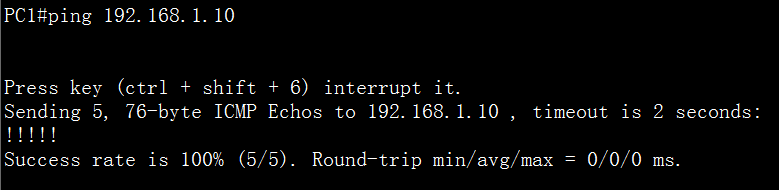 PC1#ping 192.168.1.10
Press key (ctrl + shift + 6) interrupt it.
Sending 5, 76-byte ICMP Echos to 192.168.1.10 , timeout is 2 seconds:
!!!!!
Success rate is 100% (5/5). Round-trip min/avg/max = 0/0/0 ms.